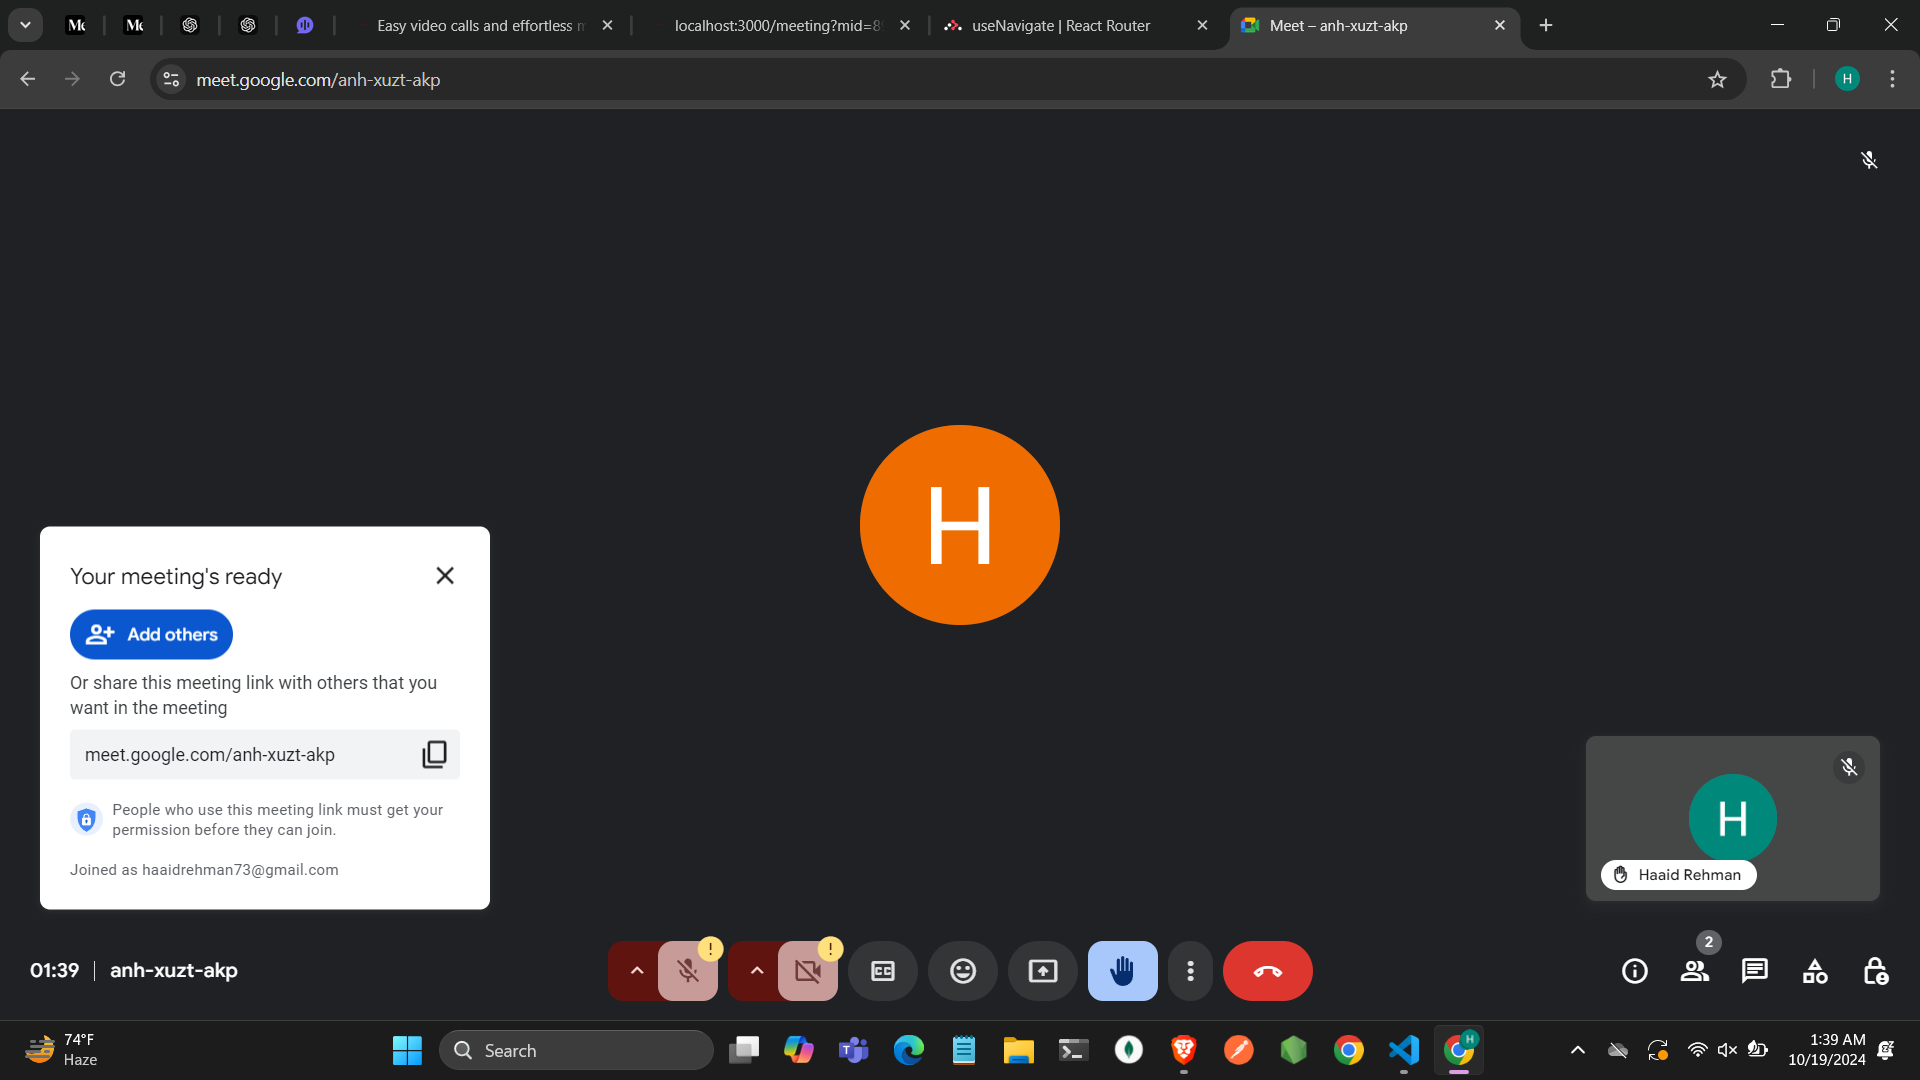 Easy video calls and effortless m
localhost:3000/meeting?mid=8
useNavigate | React Router
Meet – anh-xuzt-akp
meet.google.com/anh-xuzt-akp
H
H
Your meeting's ready
Add others
Or share this meeting link with others that you
want in the meeting
meet.google.com/anh-xuzt-akp
People who use this meeting link must get your
permission before they can join.
Joined as haaidrehman73@gmail.com
H
Haaid Rehman
01:39
anh-xuzt-akp
!
!
CC
2
74°F
Haze
Search
H
1:39 AM
10/19/2024